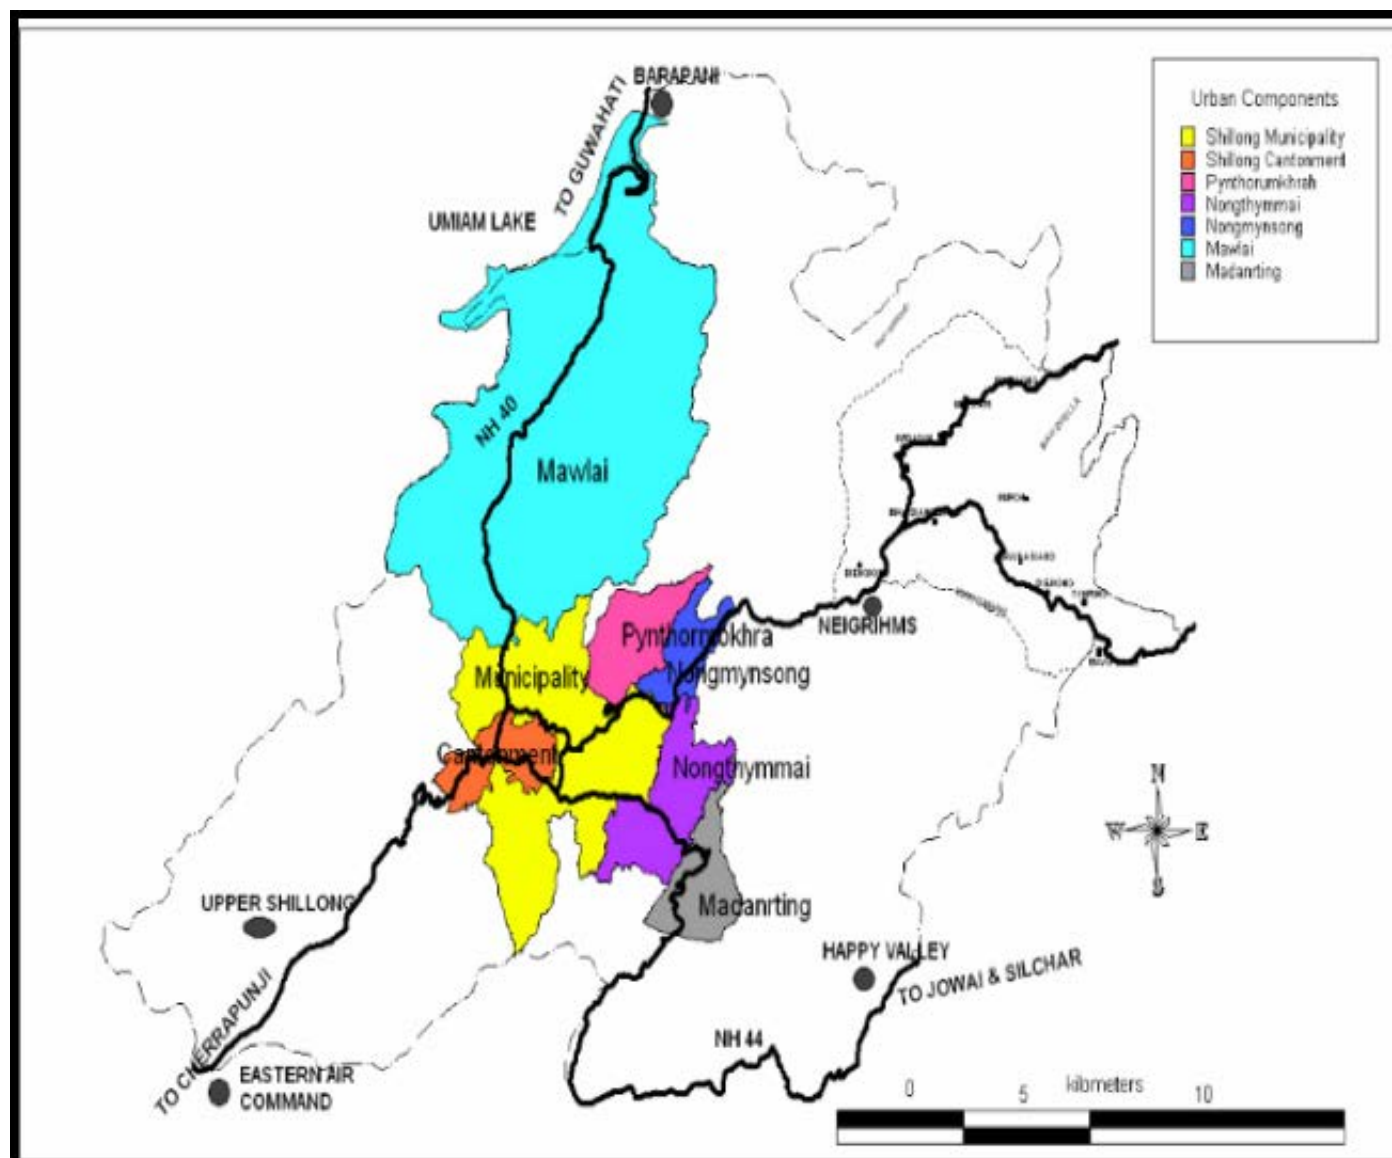 BARAPANI
TO GUWAHATI
UMIAM LAKE
Urban Components
Shillong Municipality
Shillong Cantonment
Pynthorumkhrah
Nongthymmai
Nongmynsong
Mawlai
Madanrting
NH 40
Mawlai
NEIGRIHMS
Pynthormokhra
Nongmynsong
Municipality
Cantonment
Nongthymmai
N
W E
S
UPPER SHILLONG
Madanrting
HAPPY VALLEY
TO JOWAI & SILCHAR
TO CHERRAPUNJI
NH 44
EASTERN AIR
COMMAND
0 5 kilometers 10